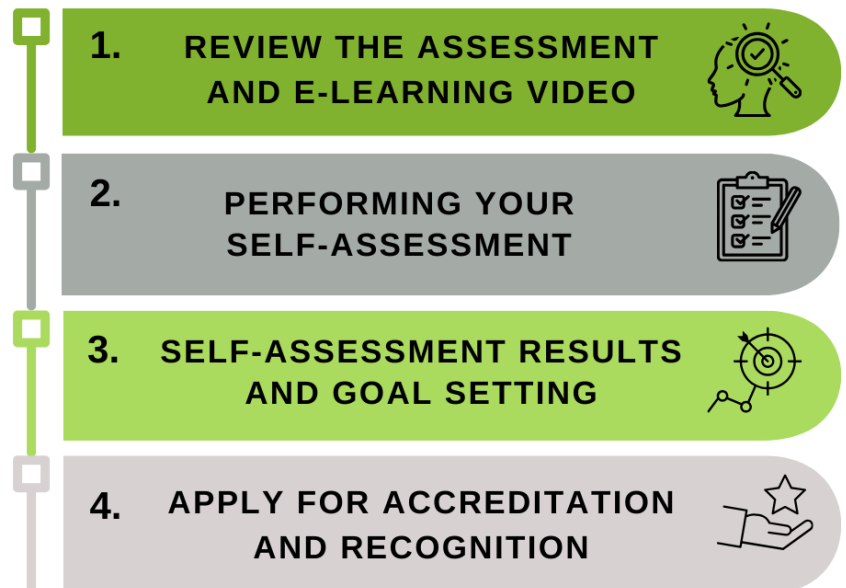 1. REVIEW THE ASSESSMENT
AND E-LEARNING VIDEO
2. PERFORMING YOUR
SELF-ASSESSMENT
3. SELF-ASSESSMENT RESULTS
AND GOAL SETTING
4. APPLY FOR ACCREDITATION
AND RECOGNITION